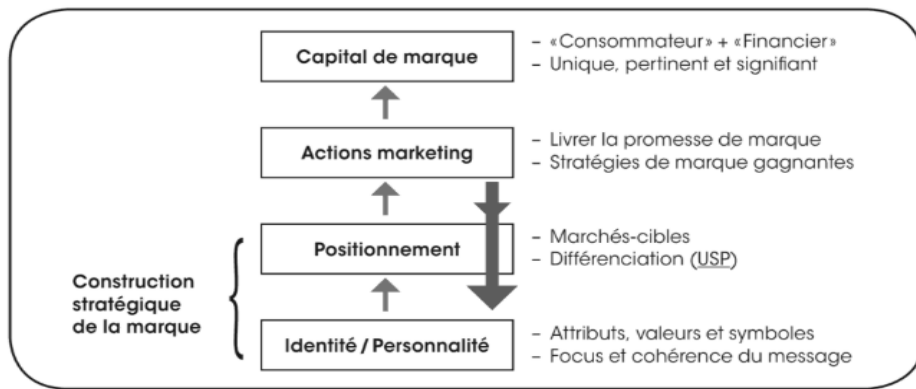 Capital de marque
– «Consommateur» + «Financier»
– Unique, pertinent et signifiant
Actions marketing
– Livrer la promesse de marque
– Stratégies de marque gagnantes
Positionnement
– Marchés-cibles
– Différenciation (USP)
Construction
stratégique
de la marque
Identité / Personnalité
– Attributs, valeurs et symboles
– Focus et cohérence du message